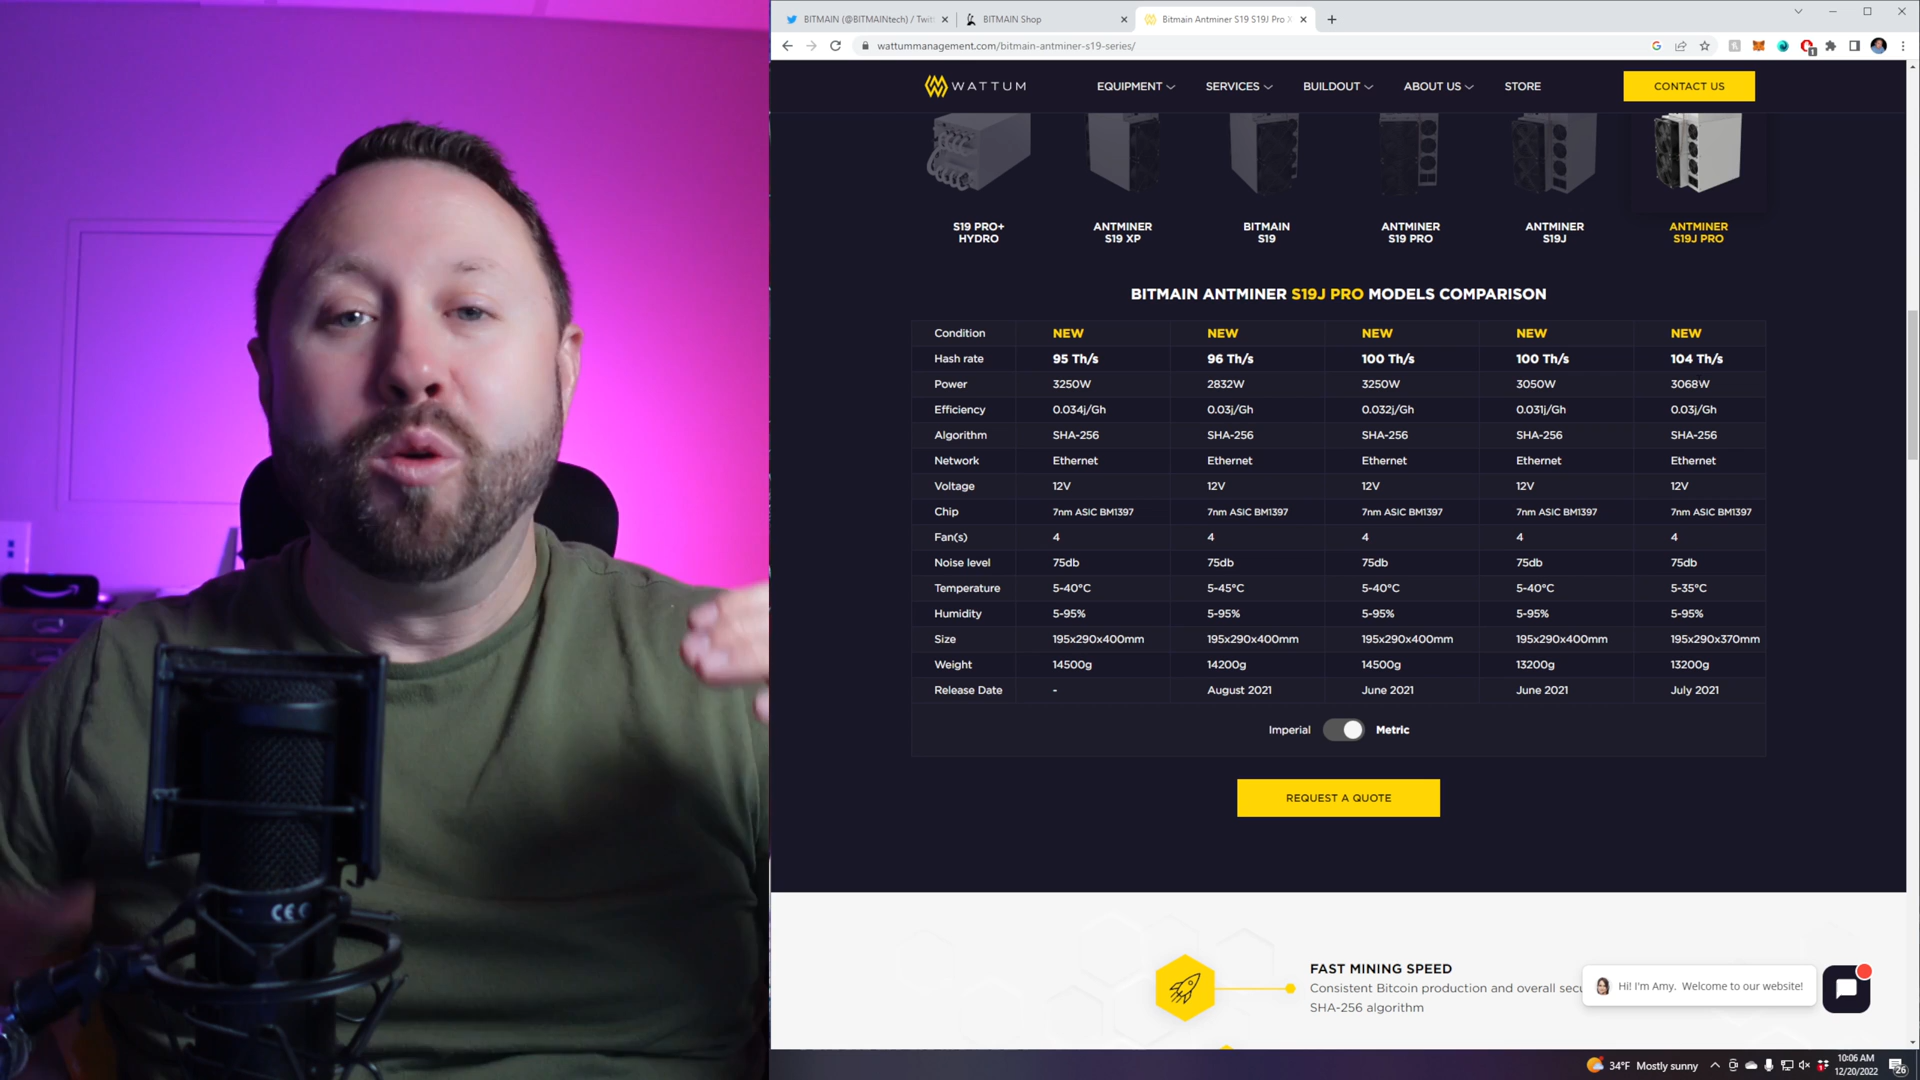 BITMAIN (@BITMAINtech) / Twit
BITMAIN Shop
Bitmain Antminer S19 S19J Pro X
wattummanagement.com/bitmain-antminer-s19-series/
WATTUM
EQUIPMENT
SERVICES
BUILDOUT
ABOUT US
STORE
CONTACT US
S19 PRO+
HYDRO
ANTMINER
S19 XP
BITMAIN
S19
ANTMINER
S19 PRO
ANTMINER
S19J
ANTMINER
S19J PRO
BITMAIN ANTMINER S19J PRO MODELS COMPARISON
Condition NEW NEW NEW NEW NEW
Hash rate 95 Th/s 96 Th/s 100 Th/s 100 Th/s 104 Th/s
Power 3250W 2832W 3250W 3050W 3068W
Efficiency 0.034j/Gh 0.03j/Gh 0.032j/Gh 0.031j/Gh 0.03j/Gh
Algorithm SHA-256 SHA-256 SHA-256 SHA-256 SHA-256
Network Ethernet Ethernet Ethernet Ethernet Ethernet
Voltage 12V 12V 12V 12V 12V
Chip 7nm ASIC BM1397 7nm ASIC BM1397 7nm ASIC BM1397 7nm ASIC BM1397 7nm ASIC BM1397
Fan(s) 4 4 4 4 4
Noise level 75db 75db 75db 75db 75db
Temperature 5-40°C 5-45°C 5-40°C 5-40°C 5-35°C
Humidity 5-95% 5-95% 5-95% 5-95% 5-95%
Size 195x290x400mm 195x290x400mm 195x290x400mm 195x290x400mm 195x290x370mm
Weight 14500g 14200g 14500g 13200g 13200g
Release Date - August 2021 June 2021 June 2021 July 2021
Imperial Metric
REQUEST A QUOTE
FAST MINING SPEED
Consistent Bitcoin production and overall secu
SHA-256 algorithm
Hi! I'm Amy. Welcome to our website!
CE
34°F Mostly sunny
10:06 AM
12/20/2022
26